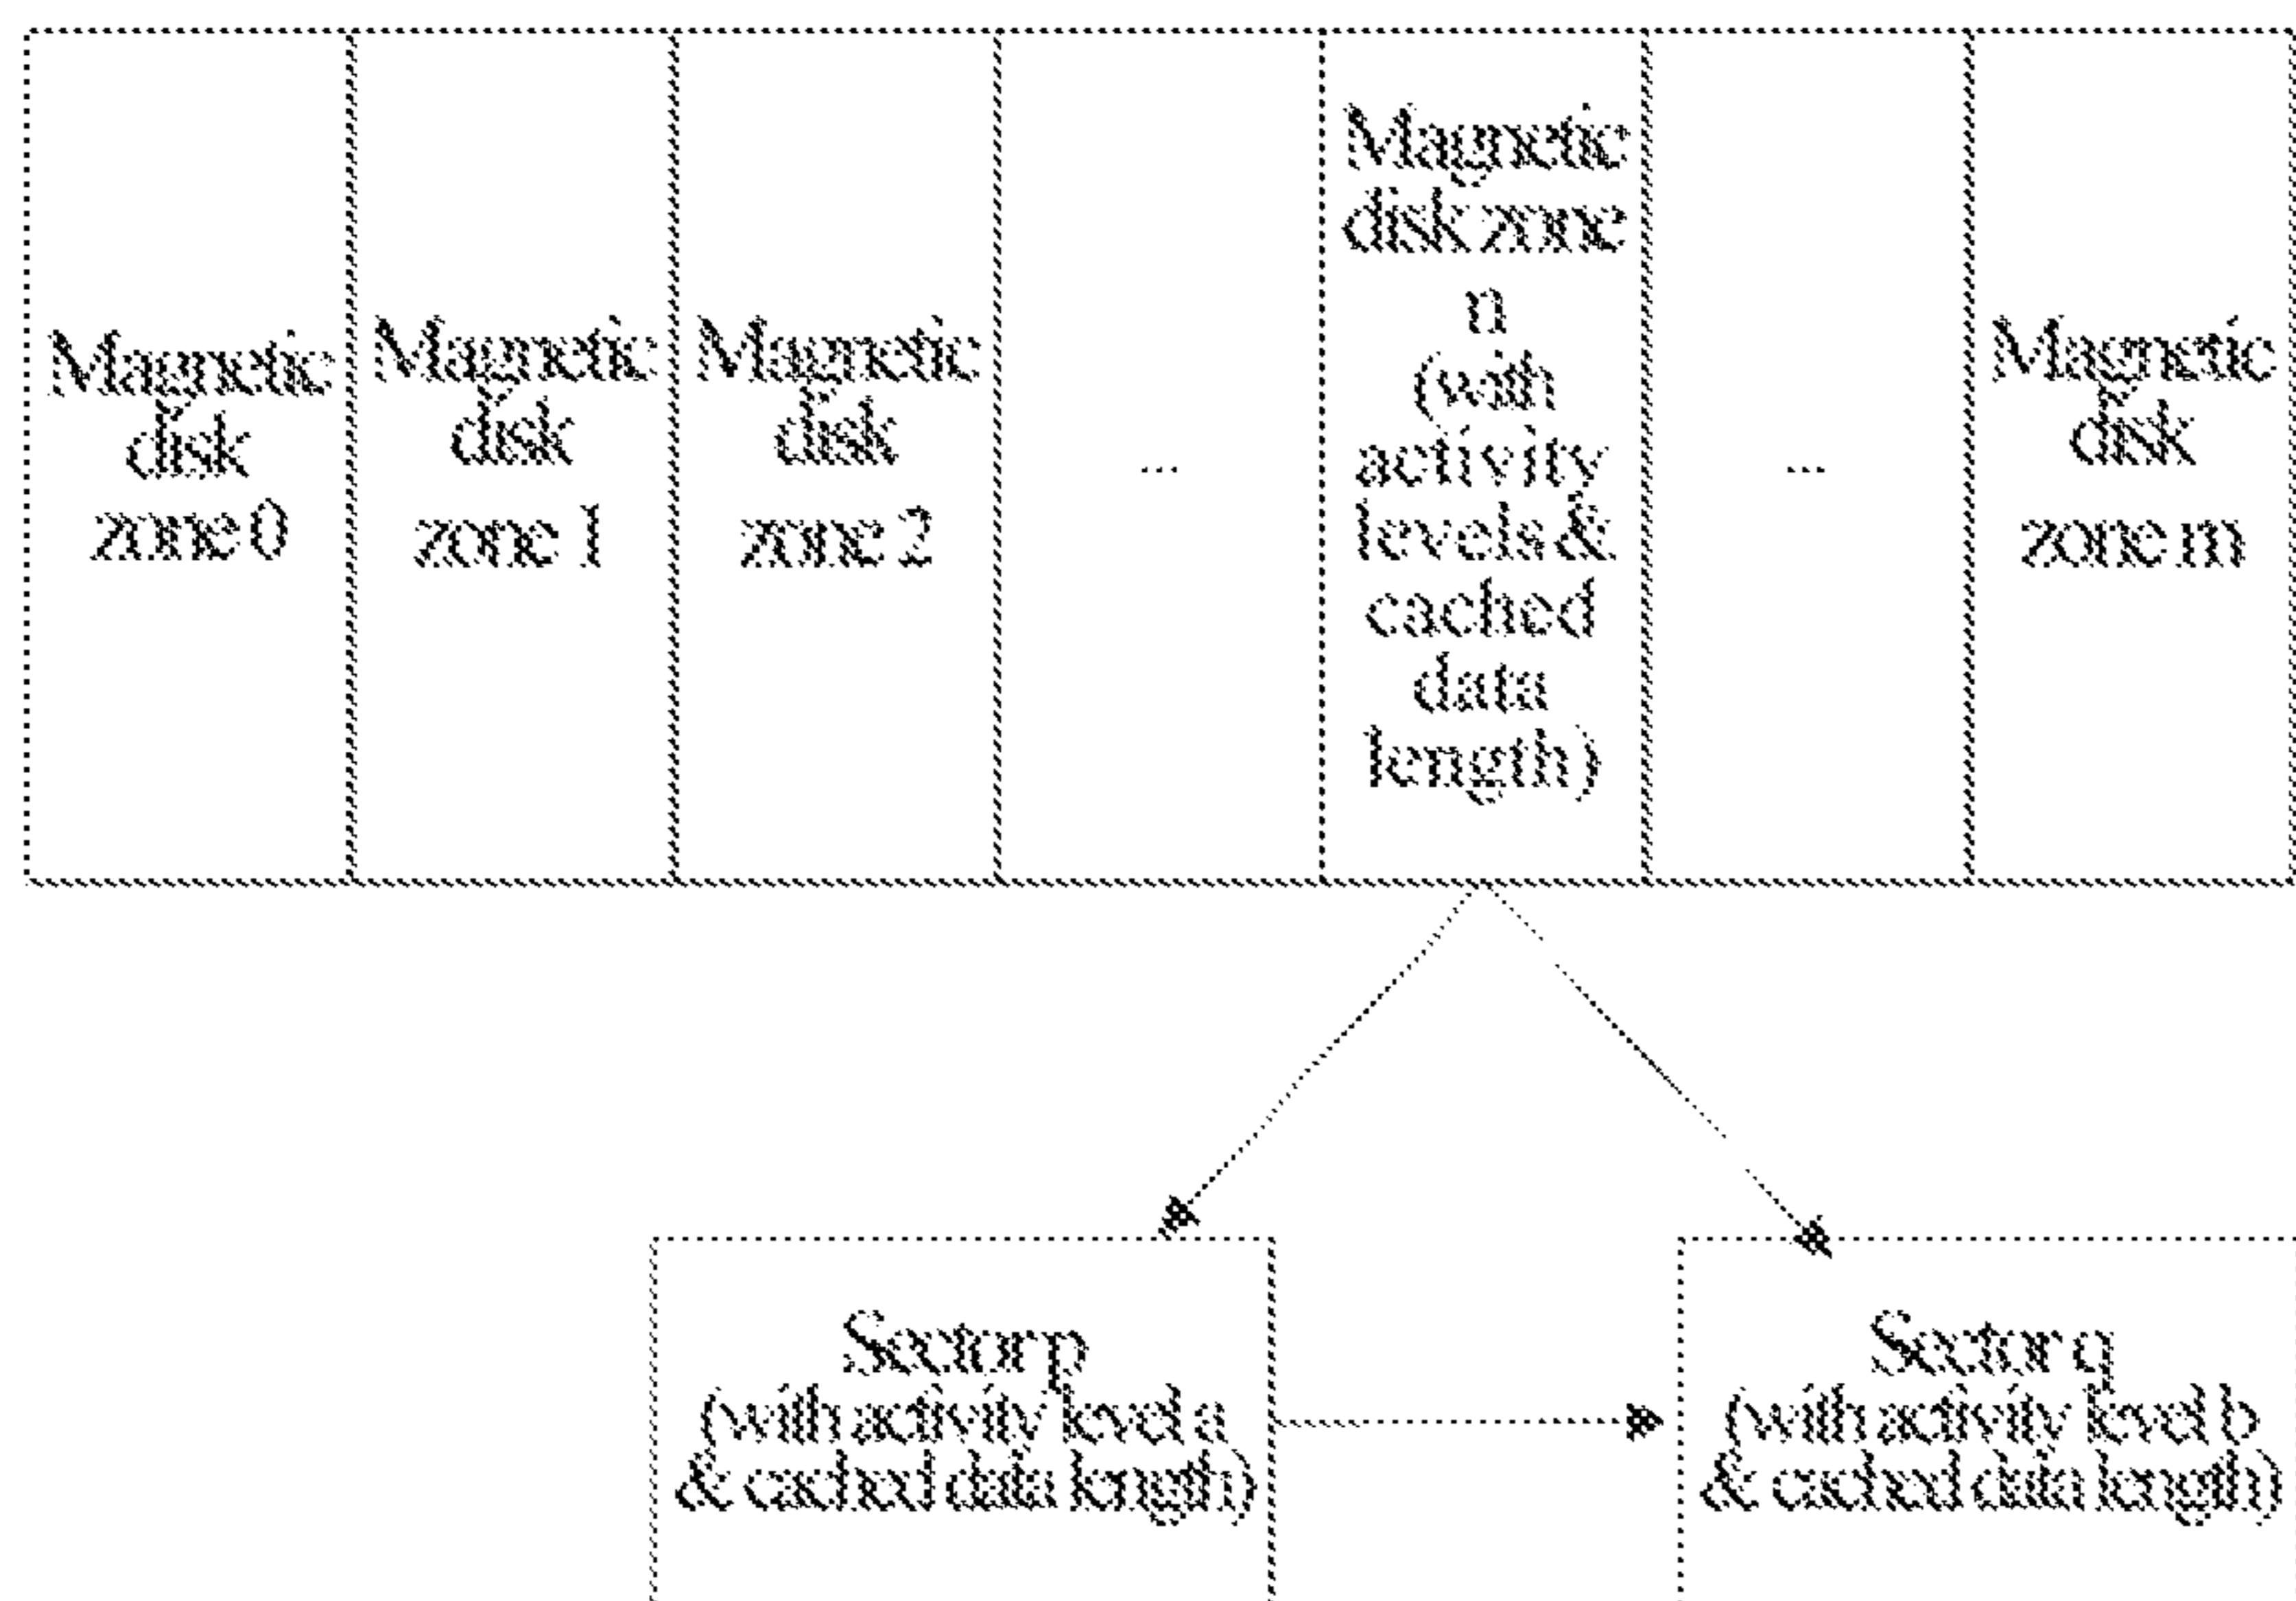 Magnetic
disk
zone 0
Magnetic
disk
zone 1
Magnetic
disk
zone 2
...
Magnetic
disk zone
n
(with
activity
levels &
cached
data
length)
...
Magnetic
disk
zone m
Sector p
(with activity level a
& cached data length)
Sector q
(with activity level b
& cached data length)